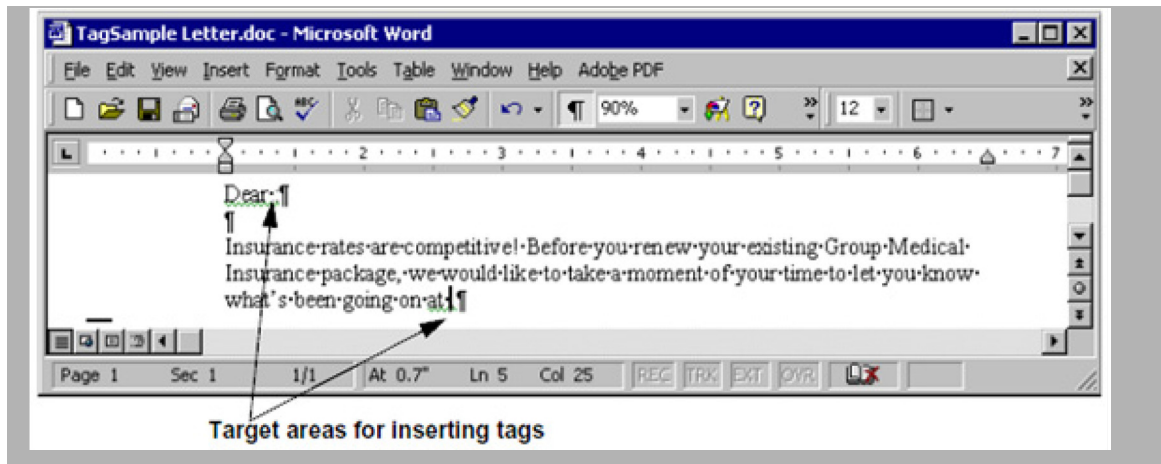 TagSample Letter.doc - Microsoft Word
File Edit View Insert Format Tools Table Window Help Adobe PDF
ABC 90% 12
2 3 4 5 6 7
Dear·:¶
¶
Insurance·rates·are·competitive!·Before·you·renew·your·existing·Group·Medical·
Insurance·package,·we·would·like·to·take·a·moment·of·your·time·to·let·you·know·
what's·been·going·on·at·.¶
Page 1 Sec 1 1/1 At 0.7" Ln 5 Col 25 REC TRK EXT OVR
Target areas for inserting tags